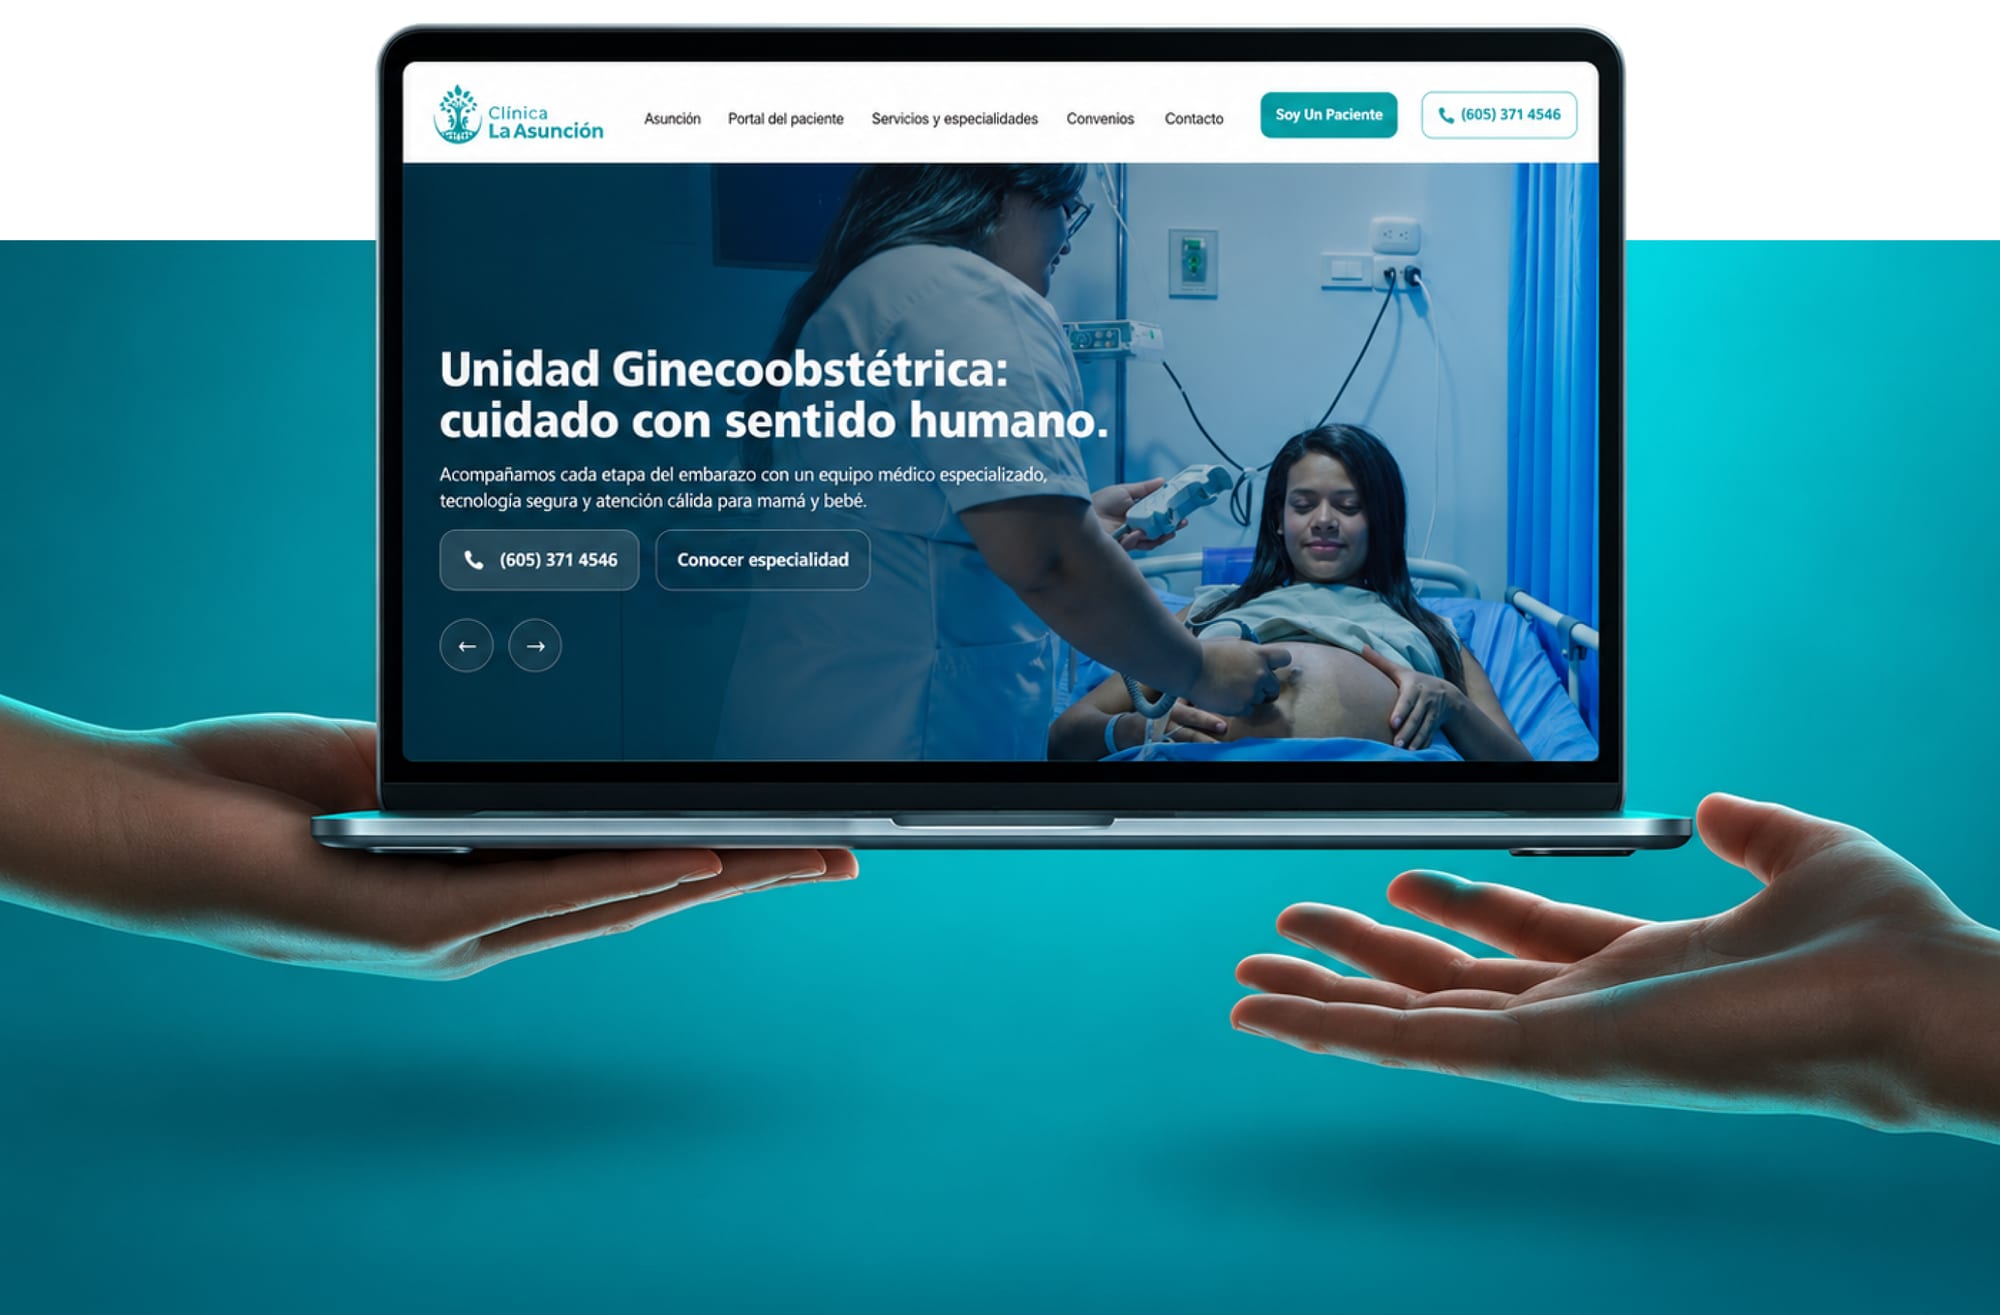 Clínica
La Asunción
Asunción
Portal del paciente
Servicios y especialidades
Convenios
Contacto
Soy Un Paciente
(605) 371 4546
Unidad Ginecoobstétrica:
cuidado con sentido humano.
Acompañamos cada etapa del embarazo con un equipo médico especializado,
tecnología segura y atención cálida para mamá y bebé.
(605) 371 4546
Conocer especialidad